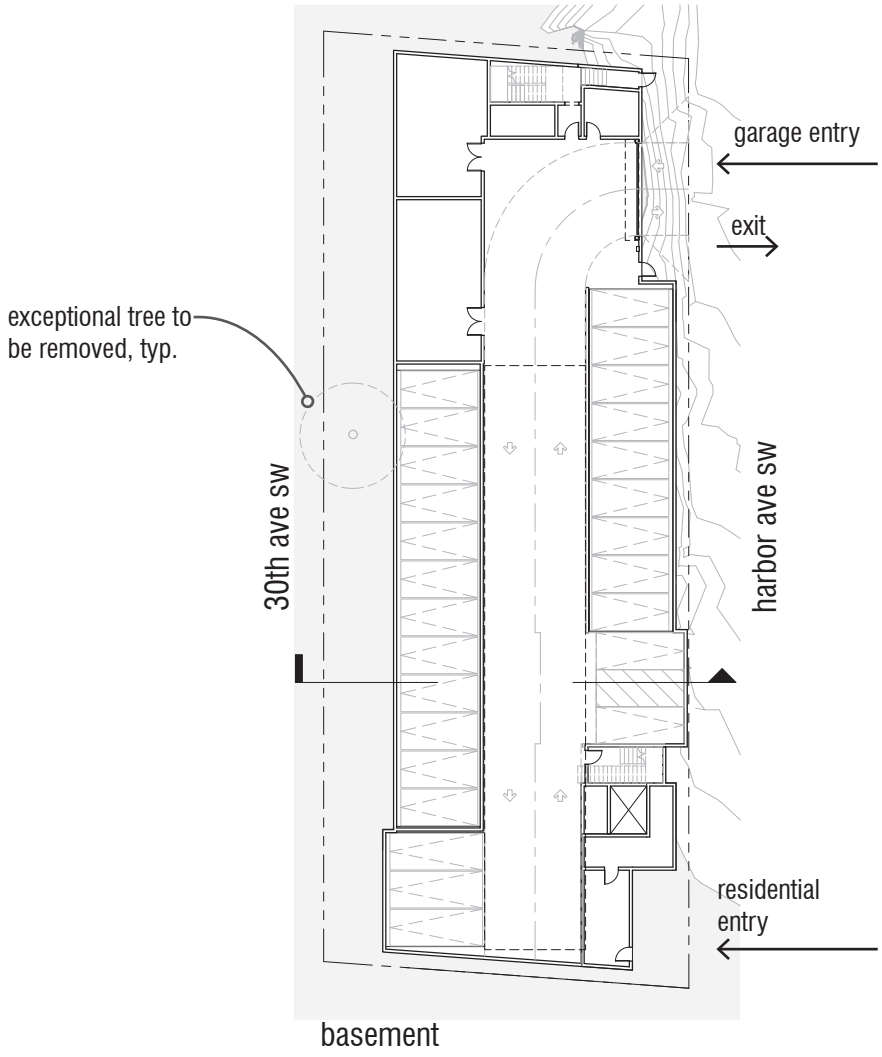 garage entry
exit
exceptional tree to
be removed, typ.
30th ave sw
harbor ave sw
residential
entry
basement